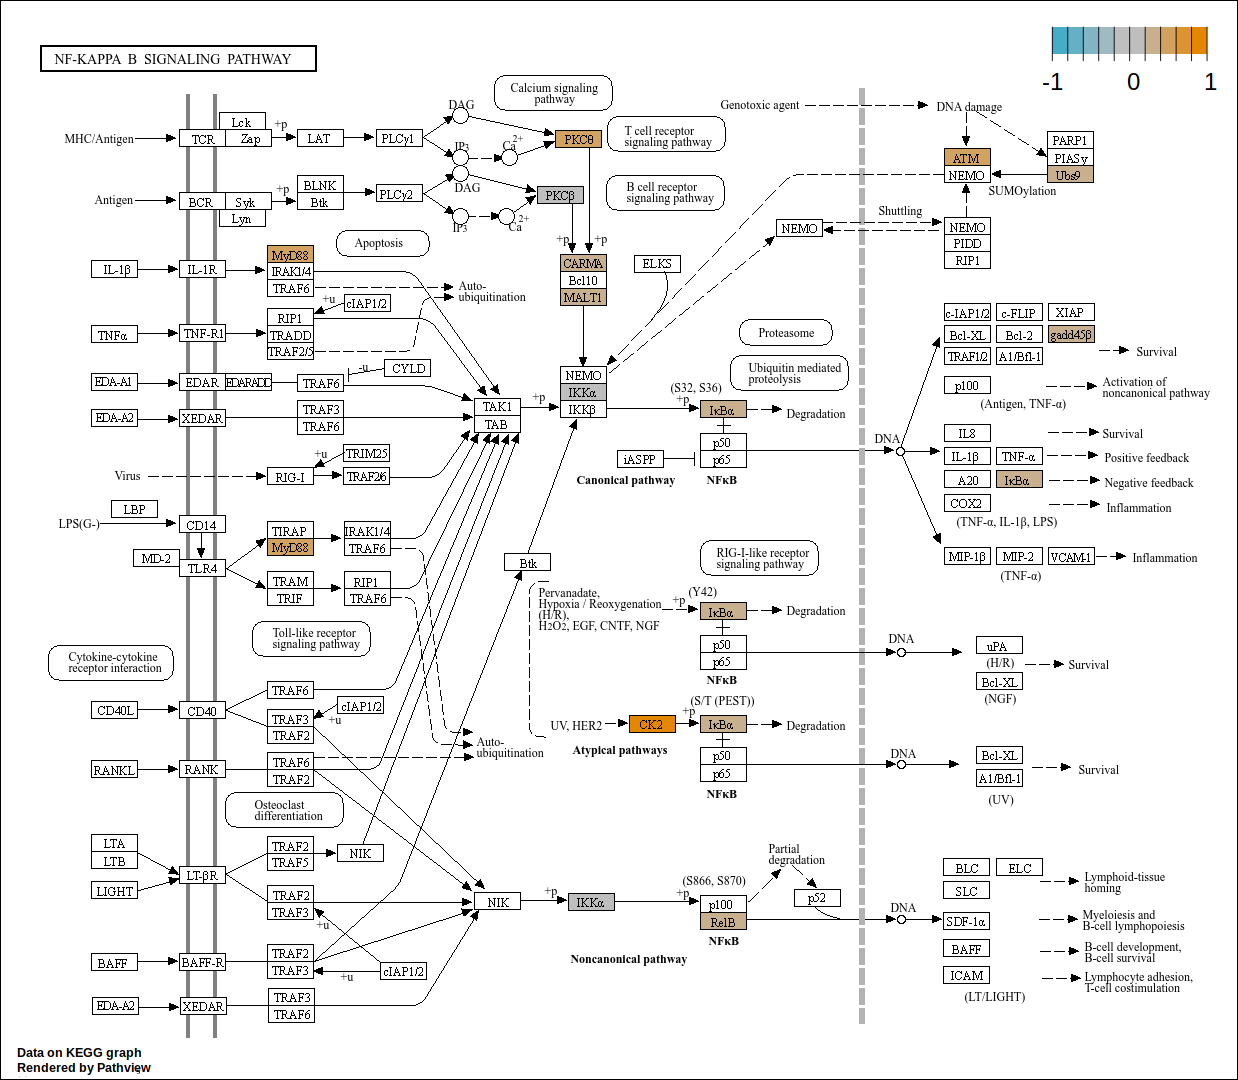 NF-KAPPA B SIGNALING PATHWAY
-1 0 1
Calcium signaling
pathway
T cell receptor
signaling pathway
B cell receptor
signaling pathway
Genotoxic agent
DNA damage
MHC/Antigen
TCR
Lck
Zap
+p
LAT
PLCγ1
DAG
IP3
Ca2+
PKCθ
Antigen
BCR
Syk
Lyn
+p
BLNK
Btk
PLCγ2
DAG
IP3
Ca2+
PKCβ
+p
+p
ATM
NEMO
PARP1
PIASy
Ubs9
SUMOylation
Shuttling
NEMO
NEMO
PIDD
RIP1
Apoptosis
IL-1β
IL-1R
MyD88
IRAK1/4
TRAF6
Auto-
ubiquitination
CARMA
Bcl10
MALT1
ELKS
TNFα
TNF-R1
RIP1
TRADD
TRAF2/5
+u
cIAP1/2
Proteasome
Ubiquitin mediated
proteolysis
EDA-A1
EDAR
EDARADD
TRAF6
-u
CYLD
EDA-A2
XEDAR
TRAF3
TRAF6
TAK1
TAB
+p
NEMO
IKKα
IKKβ
(S32, S36)
+p
IκBα
Degradation
p50
p65
NFκB
iASPP
Canonical pathway
DNA
c-IAP1/2
c-FLIP
XIAP
Bcl-XL
Bcl-2
gadd45β
TRAF1/2
A1/Bfl-1
Survival
p100
(Antigen, TNF-α)
Activation of
noncanonical pathway
IL8
Survival
IL-1β
TNF-α
Positive feedback
A20
IκBα
Negative feedback
COX2
Inflammation
(TNF-α, IL-1β, LPS)
MIP-1β
MIP-2
VCAM-1
Inflammation
(TNF-α)
Virus
RIG-I
+u
TRIM25
TRAF2/6
LBP
LPS(G-)
CD14
MD-2
TLR4
TIRAP
MyD88
IRAK1/4
TRAF6
TRAM
TRIF
RIP1
TRAF6
Btk
RIG-I-like receptor
signaling pathway
Pervanadate,
Hypoxia / Reoxygenation
(H/R),
H2O2, EGF, CNTF, NGF
+p
(Y42)
IκBα
Degradation
p50
p65
NFκB
DNA
uPA
(H/R)
Bcl-XL
(NGF)
Survival
Toll-like receptor
signaling pathway
Cytokine-cytokine
receptor interaction
CD40L
CD40
TRAF6
TRAF3
TRAF2
cIAP1/2
+u
Auto-
ubiquitination
UV, HER2
CK2
+p
(S/T (PEST))
IκBα
Degradation
p50
p65
NFκB
Atypical pathways
DNA
Bcl-XL
A1/Bfl-1
(UV)
Survival
RANKL
RANK
TRAF6
TRAF2
Osteoclast
differentiation
LTA
LTB
LIGHT
LT-βR
TRAF2
TRAF5
NIK
TRAF2
TRAF3
+u
NIK
+p
IKKα
+p
(S866, S870)
p100
RelB
NFκB
Partial
degradation
p52
Noncanonical pathway
DNA
BLC
ELC
SLC
Lymphoid-tissue
homing
SDF-1α
Myeloiesis and
B-cell lymphopoiesis
BAFF
B-cell development,
B-cell survival
ICAM
Lymphocyte adhesion,
T-cell costimulation
(LT/LIGHT)
BAFF
BAFF-R
TRAF2
TRAF3
+u
cIAP1/2
EDA-A2
XEDAR
TRAF3
TRAF6
Data on KEGG graph
Rendered by Pathview